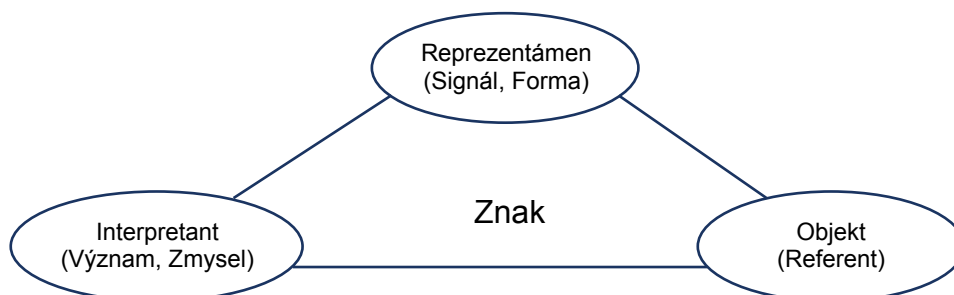 Reprezentámen
(Signál, Forma)
Znak
Interpretant
(Význam, Zmysel)
Objekt
(Referent)